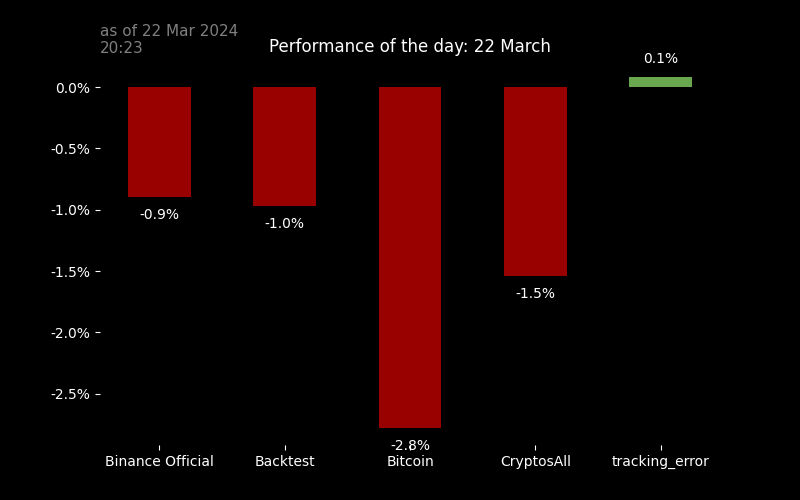 as of 22 Mar 2024
20:23
Performance of the day: 22 March
0.1%
0.0%
-0.5%
-1.0%
-1.5%
-2.0%
-2.5%
-0.9%
-1.0%
-2.8%
-1.5%
Binance Official
Backtest
Bitcoin
CryptosAll
tracking_error